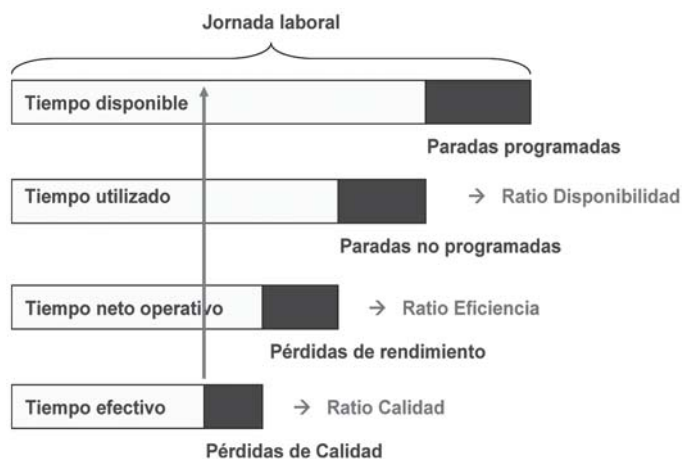 Jornada laboral
Tiempo disponible
Paradas programadas
Tiempo utilizado
→ Ratio Disponibilidad
Paradas no programadas
Tiempo neto operativo
→ Ratio Eficiencia
Pérdidas de rendimiento
Tiempo efectivo
→ Ratio Calidad
Pérdidas de Calidad